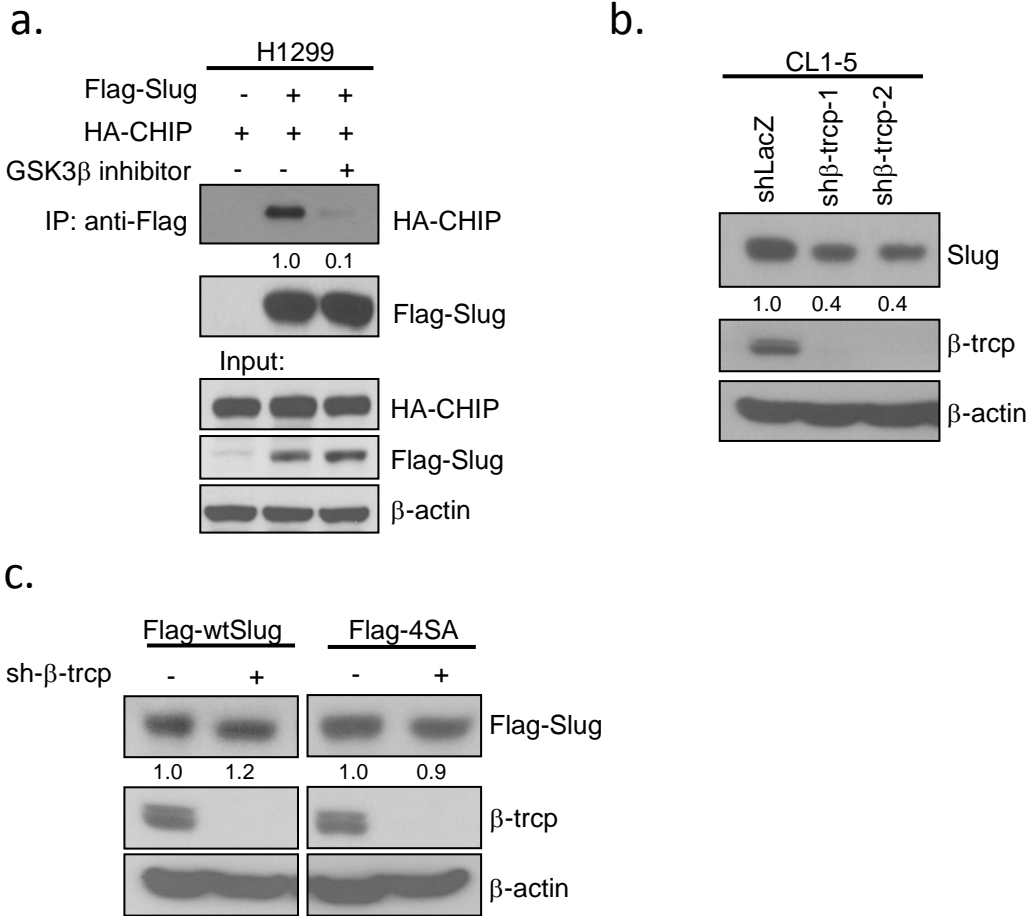 a.
H1299
Flag-Slug - + +
HA-CHIP + + +
GSK3β inhibitor - - +
IP: anti-Flag HA-CHIP
1.0 0.1
Flag-Slug
Input:
HA-CHIP
Flag-Slug
β-actin
b.
CL1-5
shLacZ shβ-trcp-1 shβ-trcp-2
Slug
1.0 0.4 0.4
β-trcp
β-actin
c.
Flag-wtSlug Flag-4SA
sh-β-trcp - + - +
Flag-Slug
1.0 1.2 1.0 0.9
β-trcp
β-actin